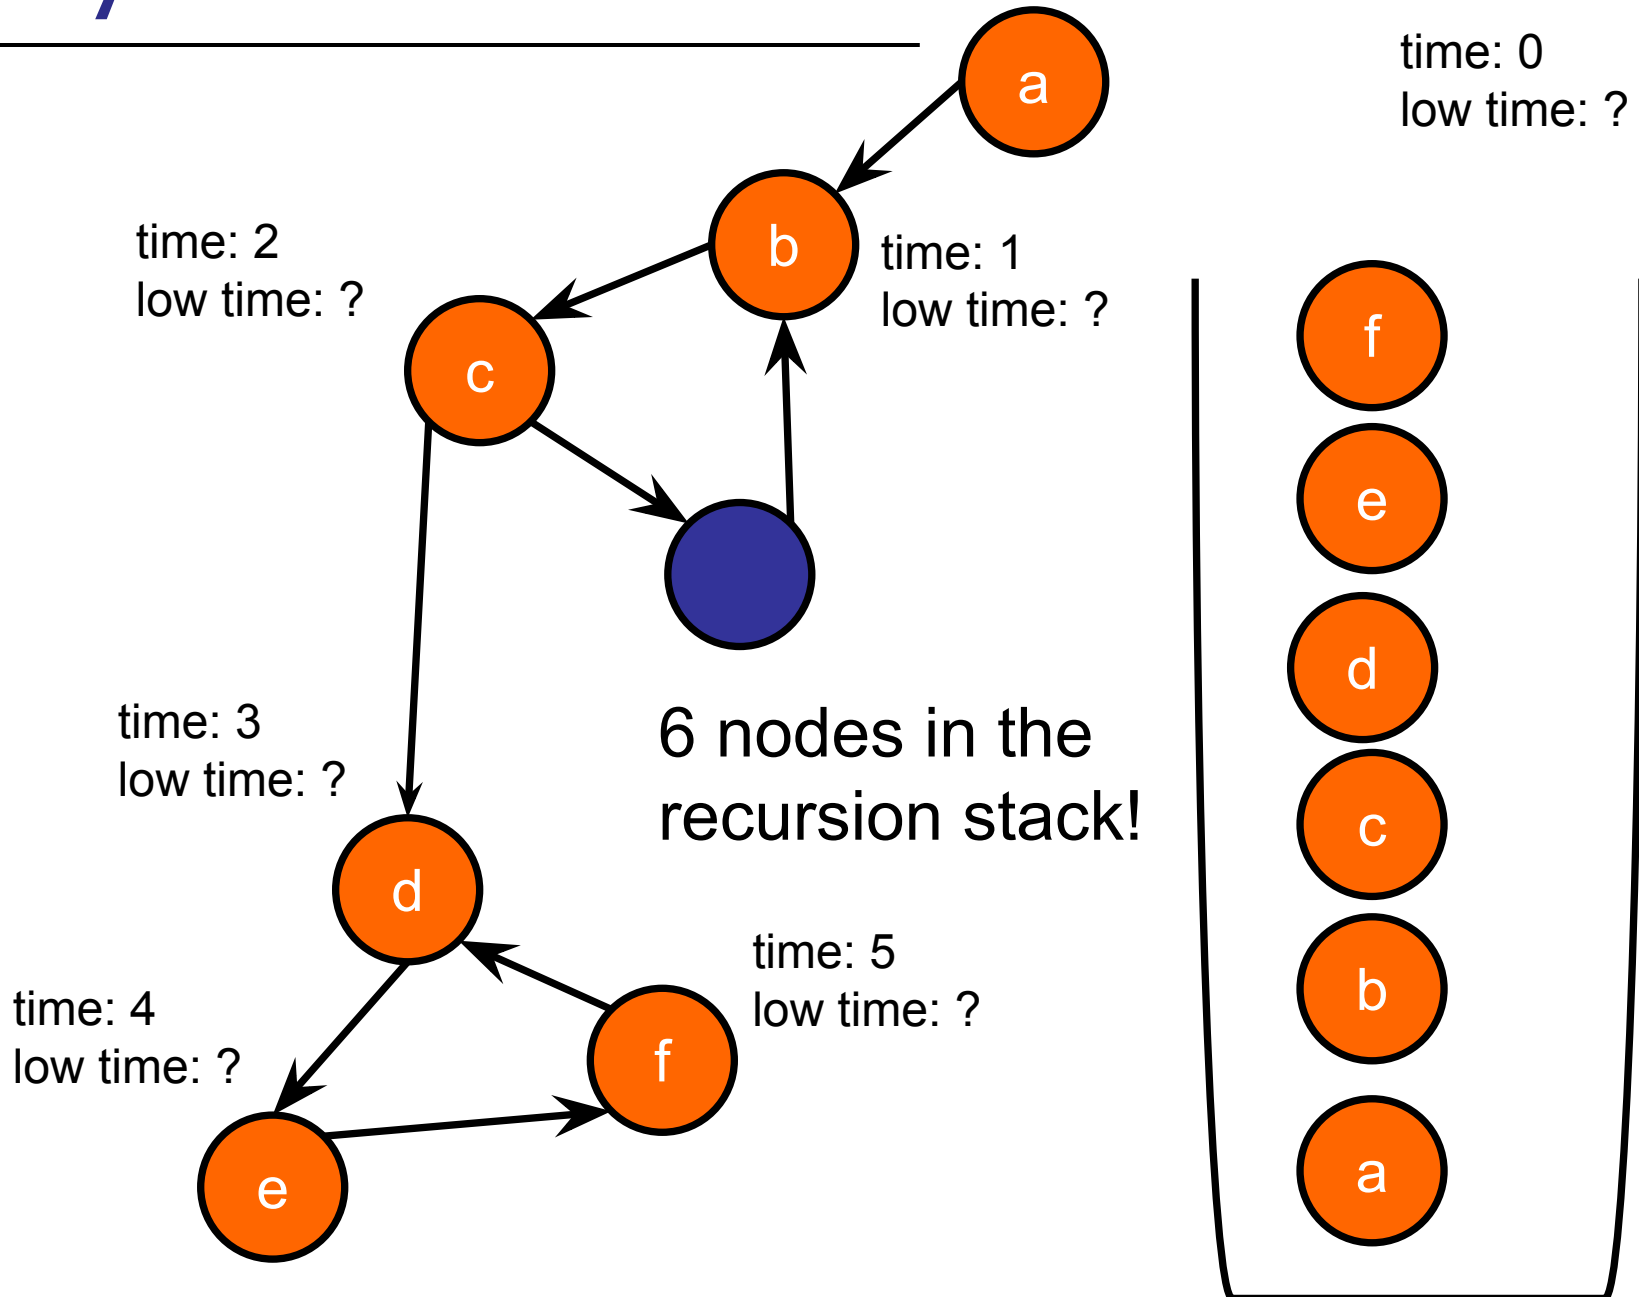 a
time: 0
low time: ?
b
time: 2
low time: ?
time: 1
low time: ?
c
f
e
d
time: 3
low time: ?
6 nodes in the
recursion stack!
c
d
time: 5
low time: ?
b
time: 4
low time: ?
f
e
a